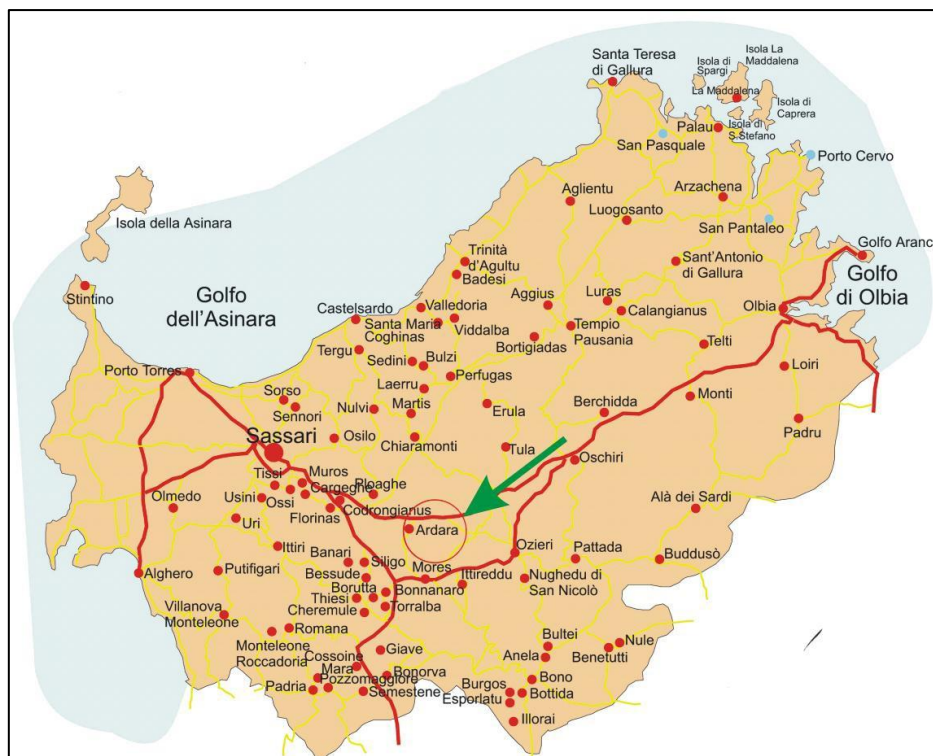 Santa Teresa
di Gallura
Isola di
Spargi
Isola La
Maddalena
La Maddalena
Isola di
Caprera
Isola di
S.Stefano
Palau
San Pasquale
Porto Cervo
Isola della Asinara
Aglientu
Arzachena
Luogosanto
San Pantaleo
Golfo Aranc
Trinità
d'Agultu
Badesi
Sant'Antonio
di Gallura
Stintino
Golfo
dell'Asinara
Golfo
di Olbia
Castelsardo
Valledoria
Aggius
Luras
Olbia
Santa Maria
Coghinas
Viddalba
Calangianus
Tempio
Pausania
Tergu
Sedini
Bulzi
Bortigiadas
Telti
Porto Torres
Laerru
Perfugas
Loiri
Sorso
Sennori
Nulvi
Martis
Erula
Berchidda
Monti
Padru
Sassari
Osilo
Chiaramonti
Tula
Oschiri
Tissi
Muros
Cargeghe
Ploaghe
Olmedo
Usini
Ossi
Codrongianus
Alà dei Sardi
Uri
Florinas
Ardara
Ittiri
Banari
Siligo
Ozieri
Pattada
Buddusò
Alghero
Putifigari
Bessude
Mores
Ittireddu
Nughedu di
San Nicolò
Borutta
Bonnanaro
Thiesi
Villanova
Monteleone
Cheremule
Torralba
Romana
Monteleone
Roccadoria
Giave
Bultei
Nule
Cossoine
Anela
Benetutti
Mara
Bonorva
Pozzomaggiore
Bono
Padria
Semestene
Burgos
Bottida
Esporlatu
Illorai